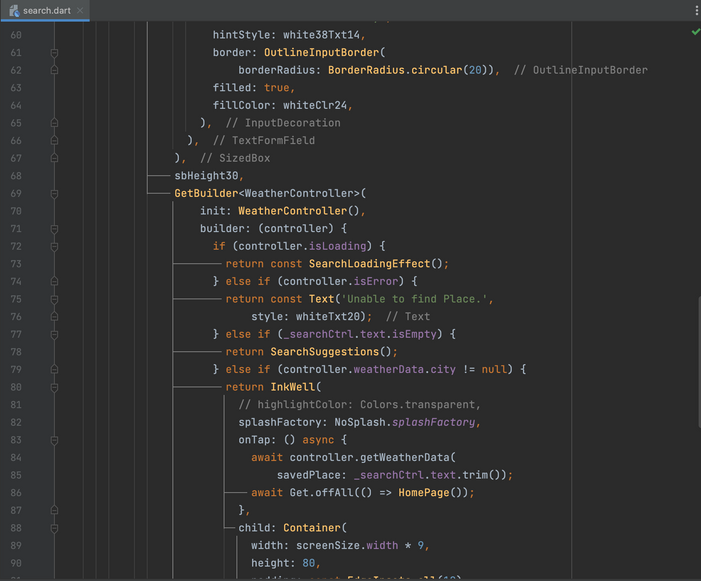 search.dart
60 hintStyle: white38Txt14,
61 border: OutlineInputBorder(
62 borderRadius: BorderRadius.circular(20)), // OutlineInputBorder
63 filled: true,
64 fillColor: whiteClr24,
65 ), // InputDecoration
66 ), // TextFormField
67 ), // SizedBox
68 sbHeight30,
69 GetBuilder<WeatherController>(
70 init: WeatherController(),
71 builder: (controller) {
72 if (controller.isLoading) {
73 return const SearchLoadingEffect();
74 } else if (controller.isError) {
75 return const Text('Unable to find Place.',
76 style: whiteTxt20); // Text
77 } else if (_searchCtrl.text.isEmpty) {
78 return SearchSuggestions();
79 } else if (controller.weatherData.city != null) {
80 return InkWell(
81 // highlightColor: Colors.transparent,
82 splashFactory: NoSplash.splashFactory,
83 onTap: () async {
84 await controller.getWeatherData(
85 savedPlace: _searchCtrl.text.trim());
86 await Get.offAll(() => HomePage());
87 },
88 child: Container(
89 width: screenSize.width * 9,
90 height: 80,